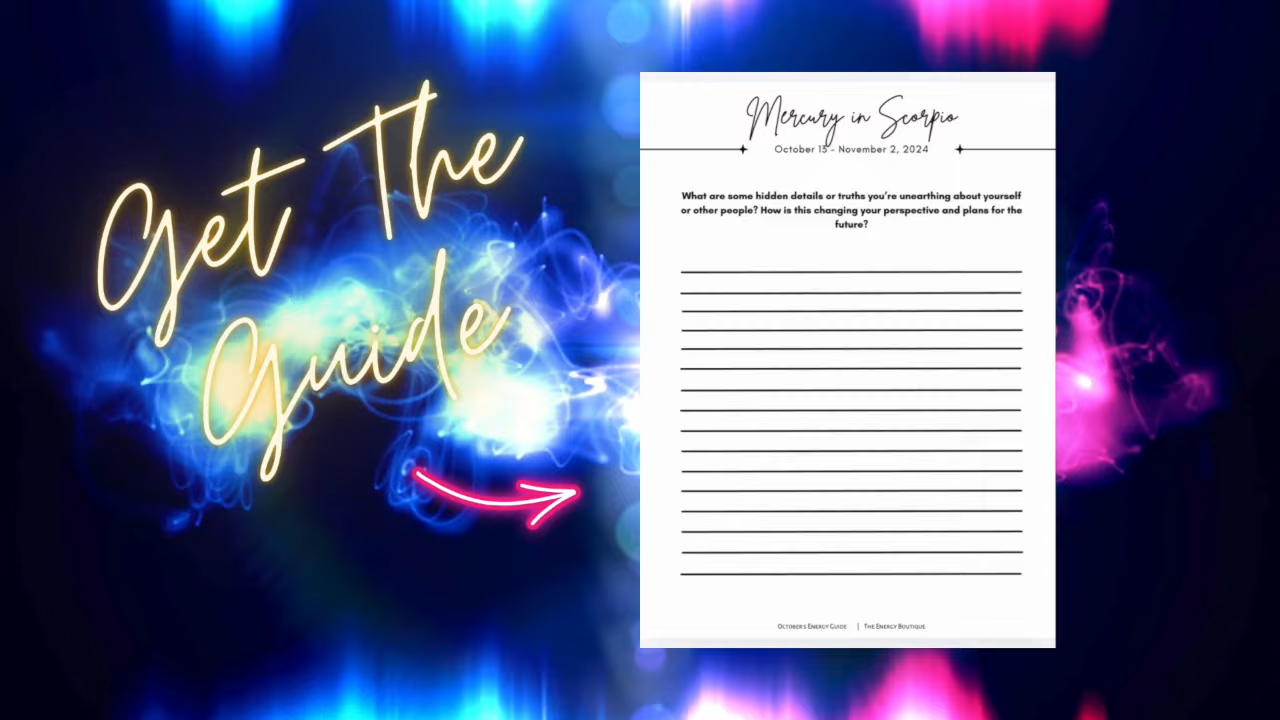 Get The
Guide
Mercury in Scorpio
October 13 - November 2, 2024
What are some hidden details or truths you're unearthing about yourself
or other people? How is this changing your perspective and plans for the
future?
October's Energy Guide | The Energy Boutique